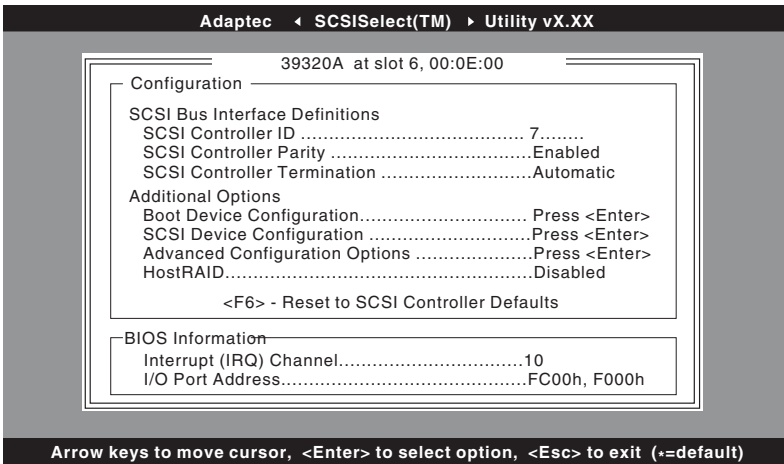 Adaptec ◂ SCSISelect(TM) ▸ Utility vX.XX
39320A at slot 6, 00:0E:00
Configuration
SCSI Bus Interface Definitions
SCSI Controller ID ....................................... 7........
SCSI Controller Parity ...................................Enabled
SCSI Controller Termination ..........................Automatic
Additional Options
Boot Device Configuration............................. Press <Enter>
SCSI Device Configuration ............................Press <Enter>
Advanced Configuration Options .....................Press <Enter>
HostRAID......................................................Disabled
<F6> - Reset to SCSI Controller Defaults
BIOS Information
Interrupt (IRQ) Channel................................10
I/O Port Address...........................................FC00h, F000h
Arrow keys to move cursor, <Enter> to select option, <Esc> to exit (*=default)